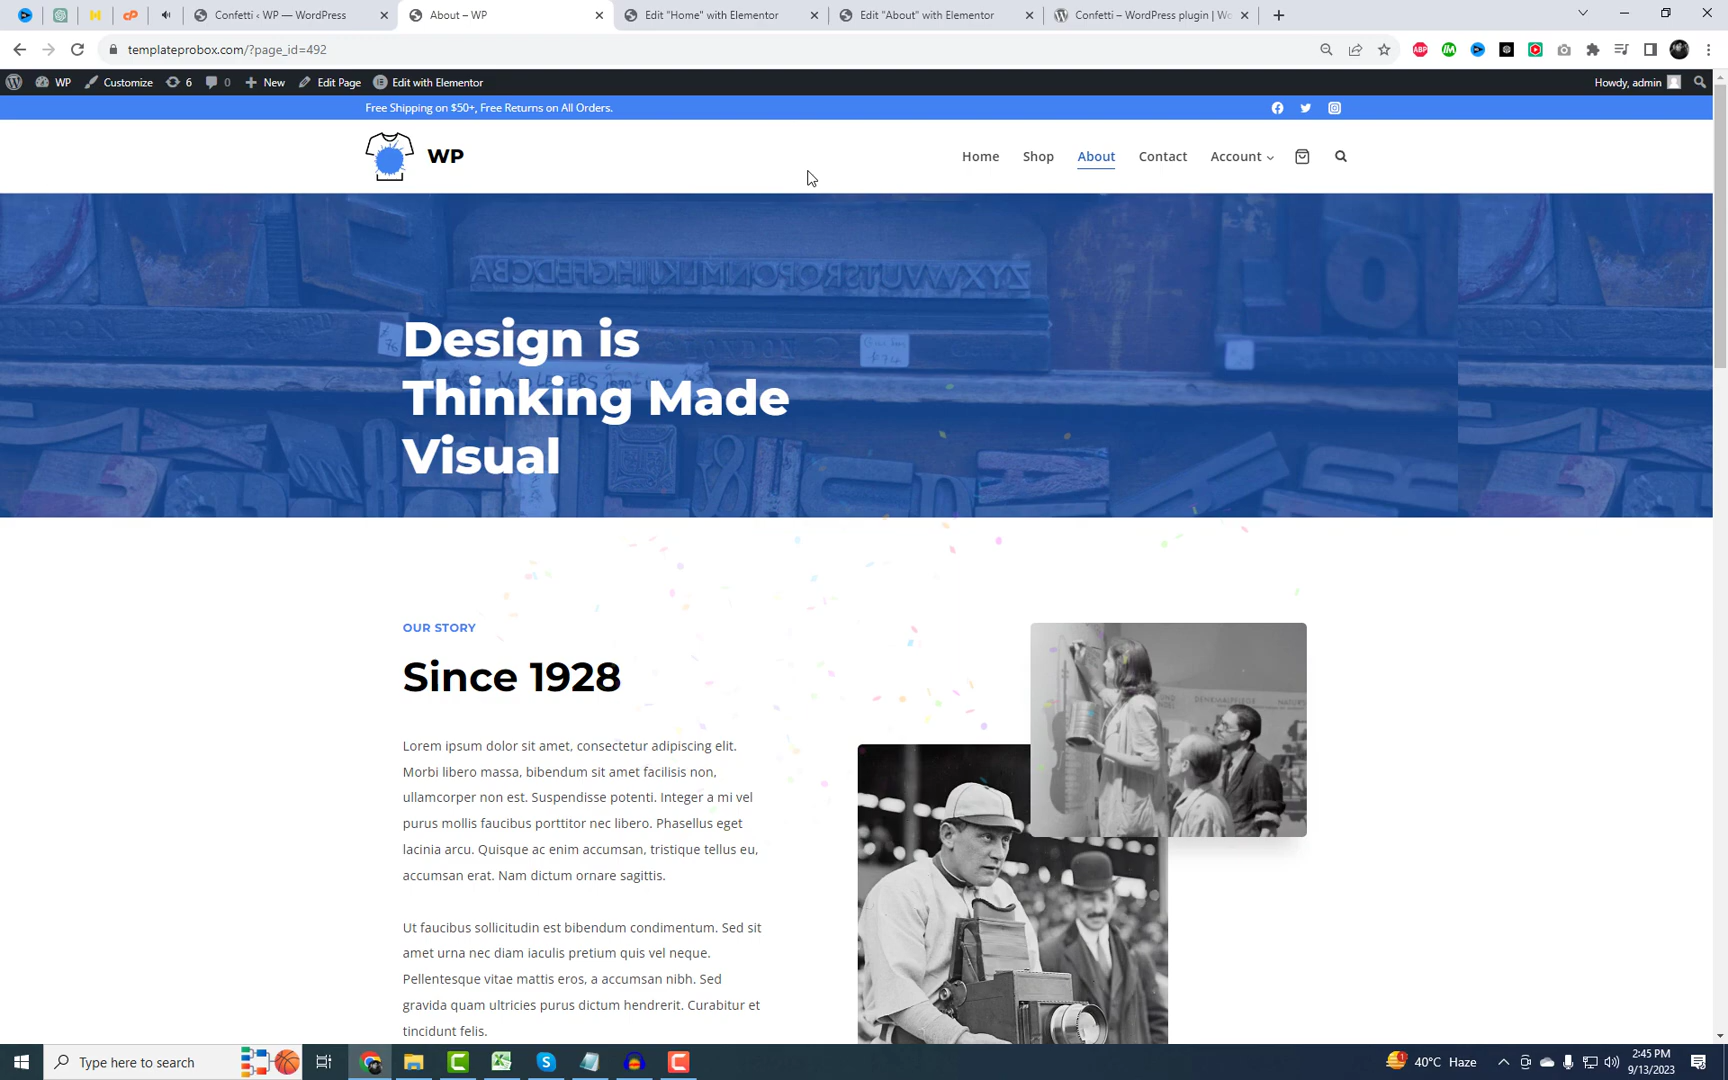 Confetti ‹ WP — WordPress
About – WP
Edit "Home" with Elementor
Edit "About" with Elementor
Confetti – WordPress plugin | Wo
templateprobox.com/?page_id=492
ABP
WP
Customize
6
0
New
Edit Page
Edit with Elementor
Howdy, admin
Free Shipping on $50+, Free Returns on All Orders.
WP
Home
Shop
About
Contact
Account
Design is
Thinking Made
Visual
OUR STORY
Since 1928
Lorem ipsum dolor sit amet, consectetur adipiscing elit.
Morbi libero massa, bibendum sit amet facilisis non,
ullamcorper non est. Suspendisse potenti. Integer a mi vel
purus mollis faucibus porttitor nec libero. Phasellus eget
lacinia arcu. Quisque ac enim accumsan, tristique tellus eu,
accumsan erat. Nam dictum ornare sagittis.
Ut faucibus sollicitudin est bibendum condimentum. Sed sit
amet urna nec diam iaculis pretium quis vel neque.
Pellentesque vitae mattis eros, a accumsan nibh. Sed
gravida quam ultricies purus dictum hendrerit. Curabitur et
tincidunt felis.
Type here to search
40°C Haze
2:45 PM
9/13/2023